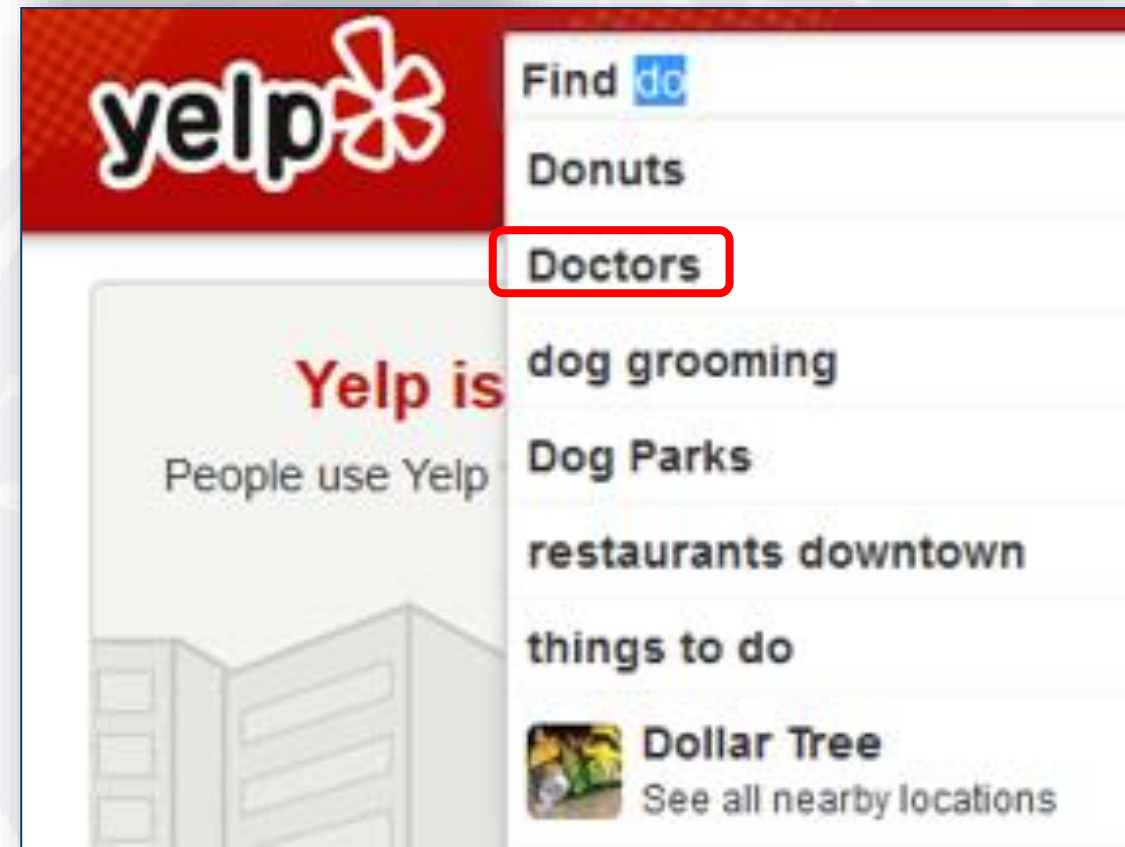 yelp
Find do
Donuts
Doctors
dog grooming
Dog Parks
restaurants downtown
things to do
Dollar Tree
See all nearby locations
Yelp is
People use Yelp